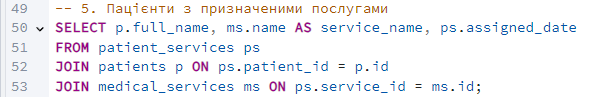 49 -- 5. Пацієнти з призначеними послугами
50 SELECT p.full_name, ms.name AS service_name, ps.assigned_date
51 FROM patient_services ps
52 JOIN patients p ON ps.patient_id = p.id
53 JOIN medical_services ms ON ps.service_id = ms.id;